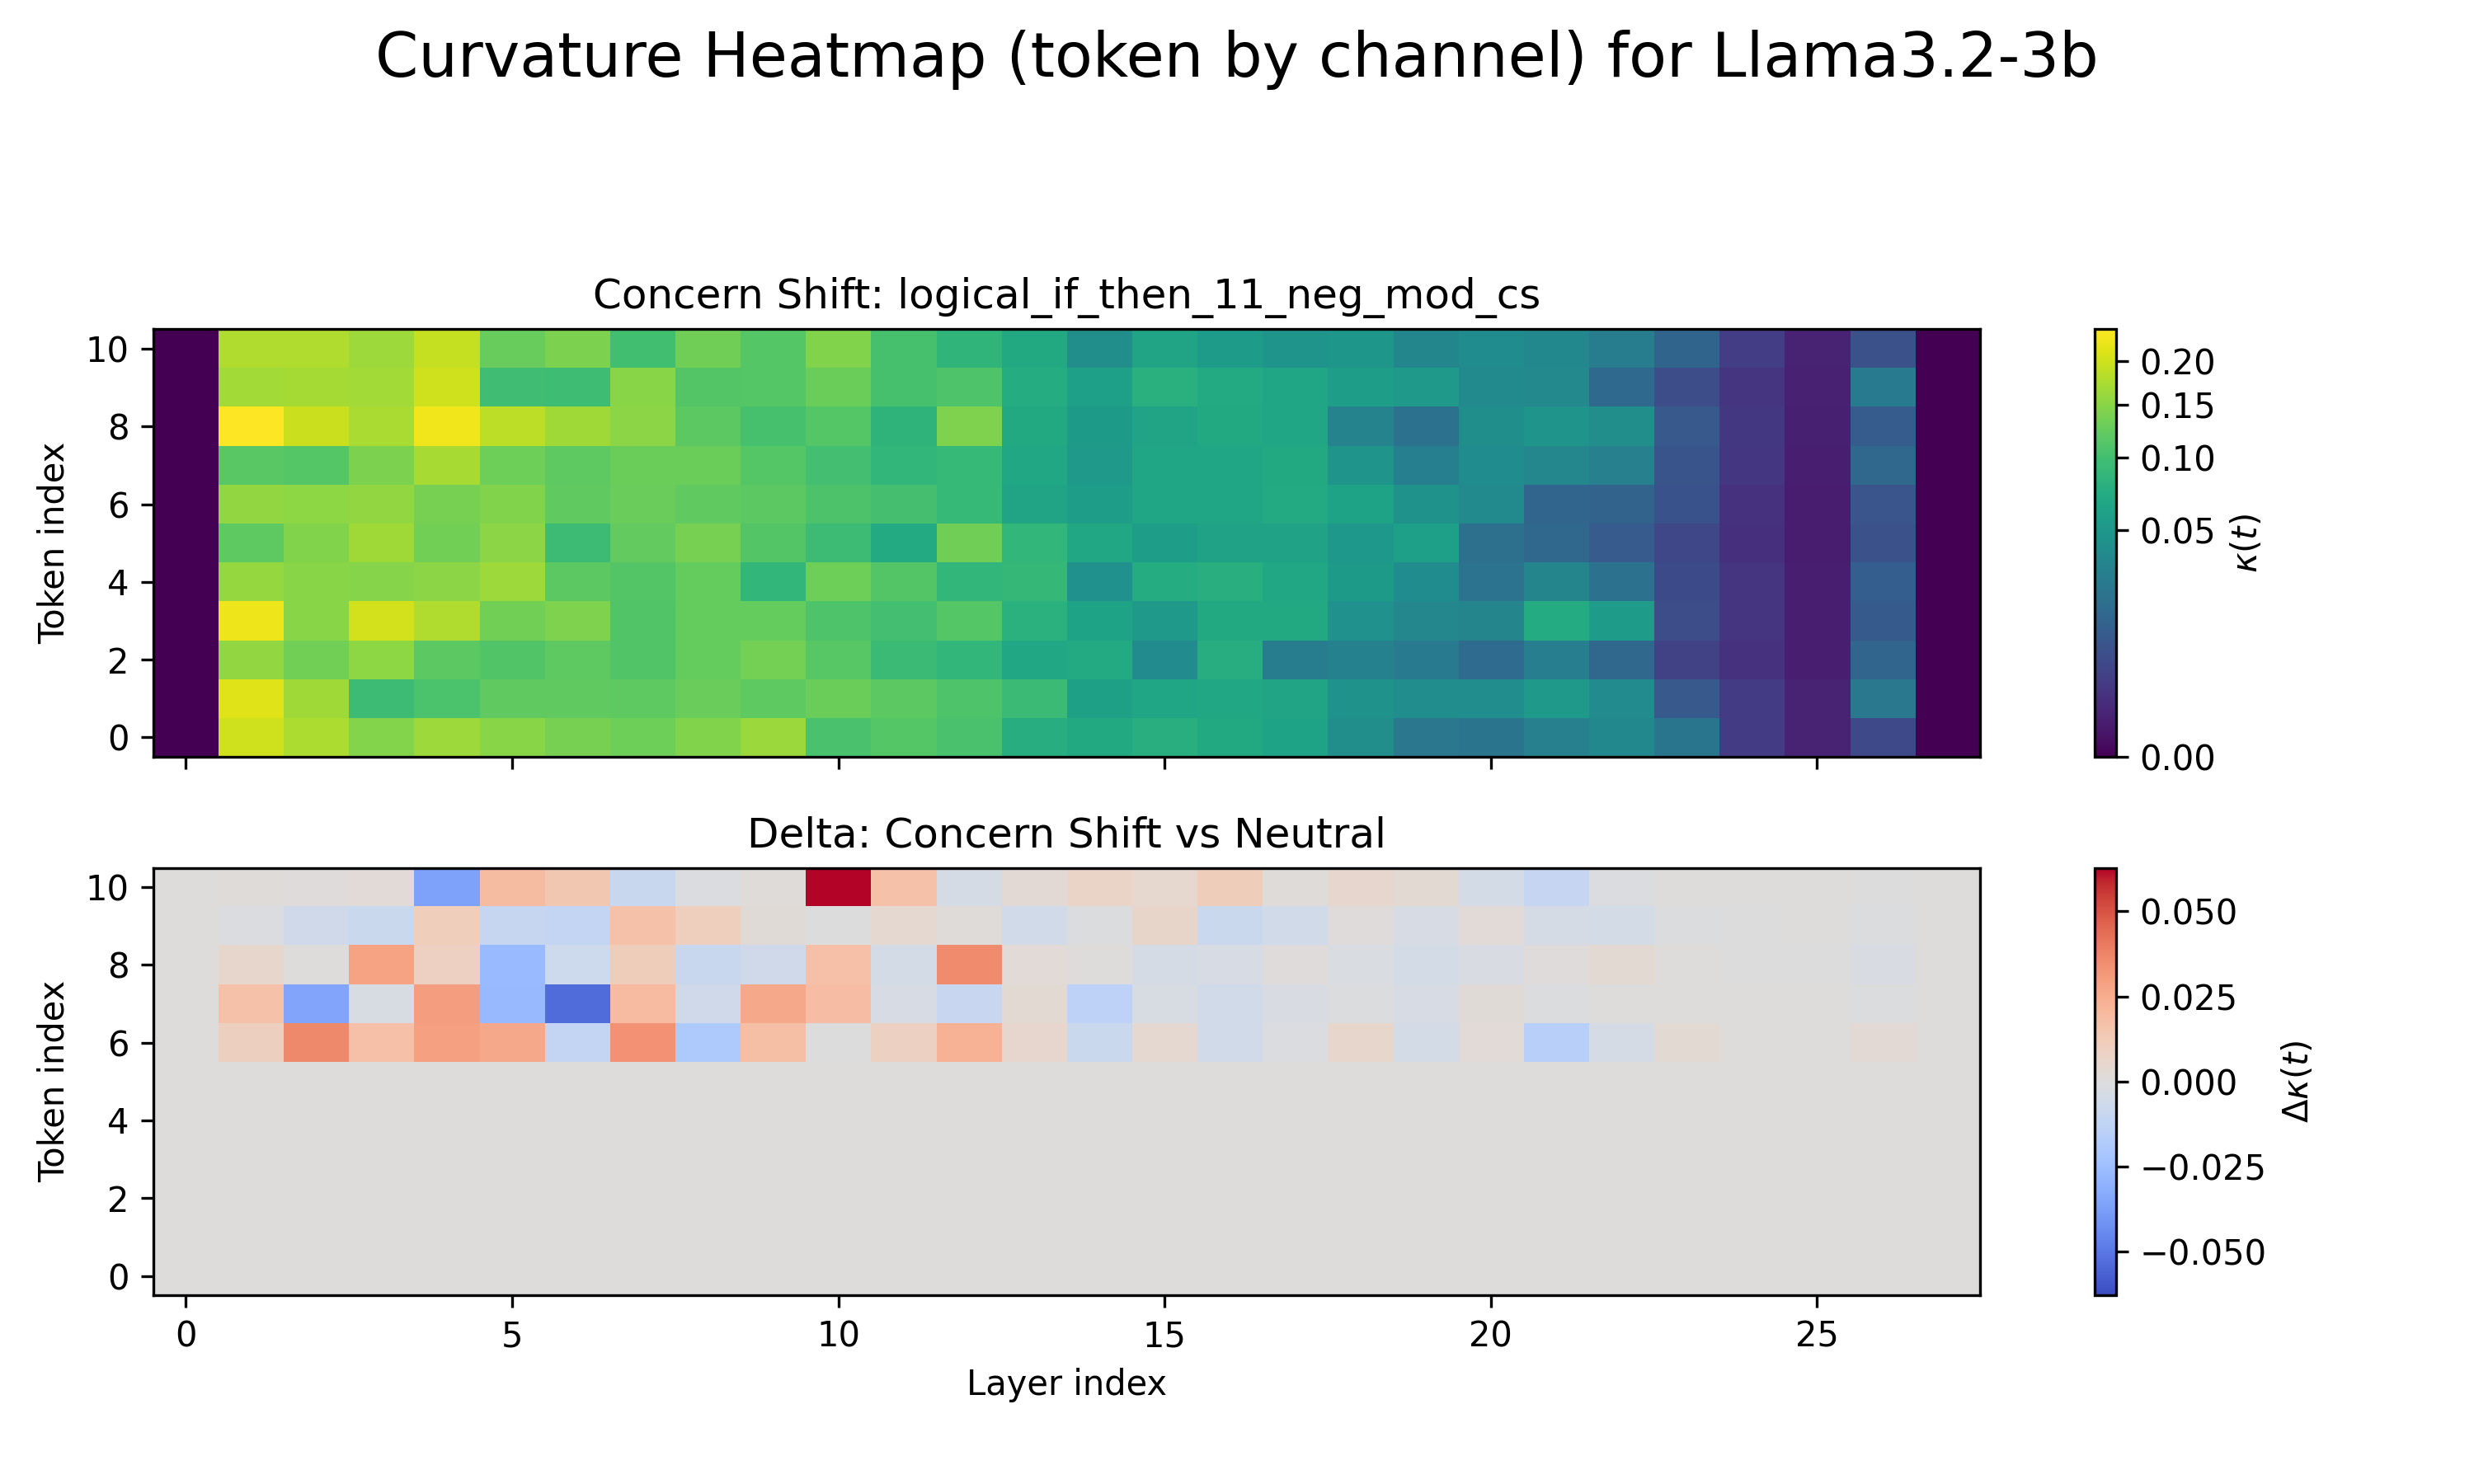 Curvature Heatmap (token by channel) for Llama3.2-3b
Concern Shift: logical_if_then_11_neg_mod_cs
Token index
10
8
6
4
2
0
0.20
0.15
0.10
0.05
0.00
κ(t)
Delta: Concern Shift vs Neutral
Token index
10
8
6
4
2
0
0 5 10 15 20 25
Layer index
0.050
0.025
0.000
−0.025
−0.050
Δκ(t)